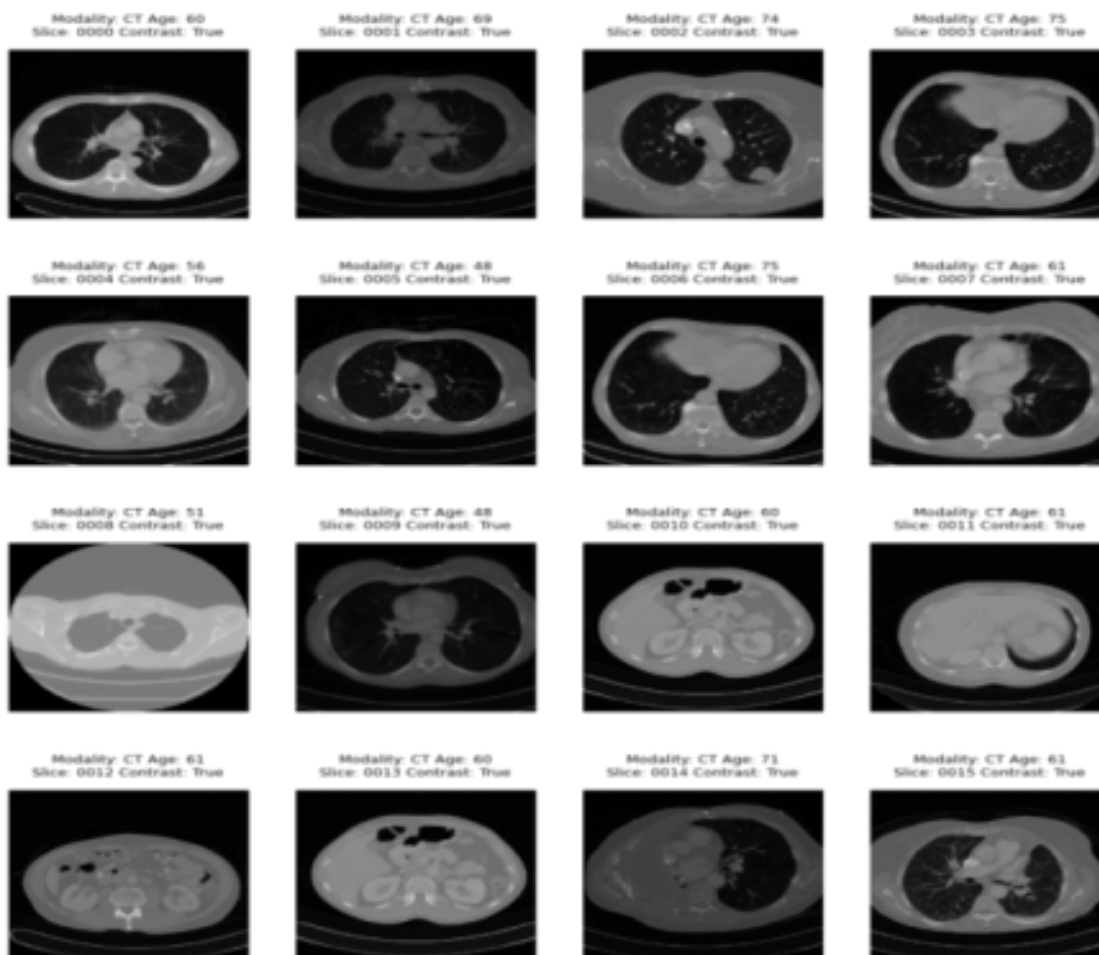 Modality: CT Age: 60
Slice: 0000 Contrast: True
Modality: CT Age: 69
Slice: 0001 Contrast: True
Modality: CT Age: 74
Slice: 0002 Contrast: True
Modality: CT Age: 75
Slice: 0003 Contrast: True
Modality: CT Age: 56
Slice: 0004 Contrast: True
Modality: CT Age: 48
Slice: 0005 Contrast: True
Modality: CT Age: 75
Slice: 0006 Contrast: True
Modality: CT Age: 61
Slice: 0007 Contrast: True
Modality: CT Age: 51
Slice: 0008 Contrast: True
Modality: CT Age: 48
Slice: 0009 Contrast: True
Modality: CT Age: 60
Slice: 0010 Contrast: True
Modality: CT Age: 61
Slice: 0011 Contrast: True
Modality: CT Age: 61
Slice: 0012 Contrast: True
Modality: CT Age: 60
Slice: 0013 Contrast: True
Modality: CT Age: 71
Slice: 0014 Contrast: True
Modality: CT Age: 61
Slice: 0015 Contrast: True